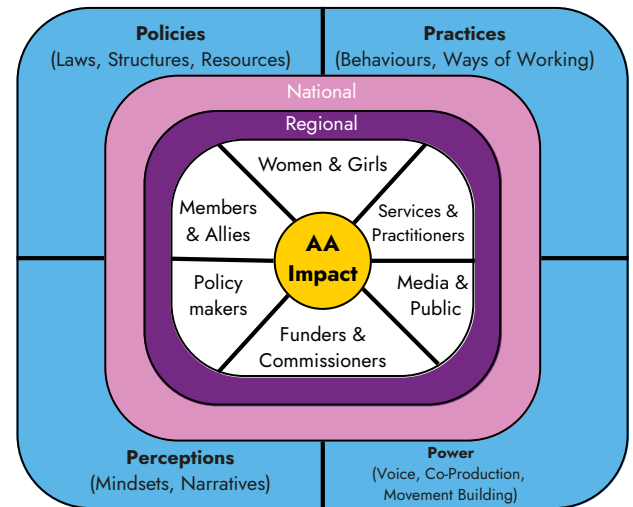 Policies
(Laws, Structures, Resources)
Practices
(Behaviours, Ways of Working)
National
Regional
Women & Girls
Members
& Allies
Services &
Practitioners
AA
Impact
Policy
makers
Media &
Public
Funders &
Commissioners
Perceptions
(Mindsets, Narratives)
Power
(Voice, Co-Production,
Movement Building)